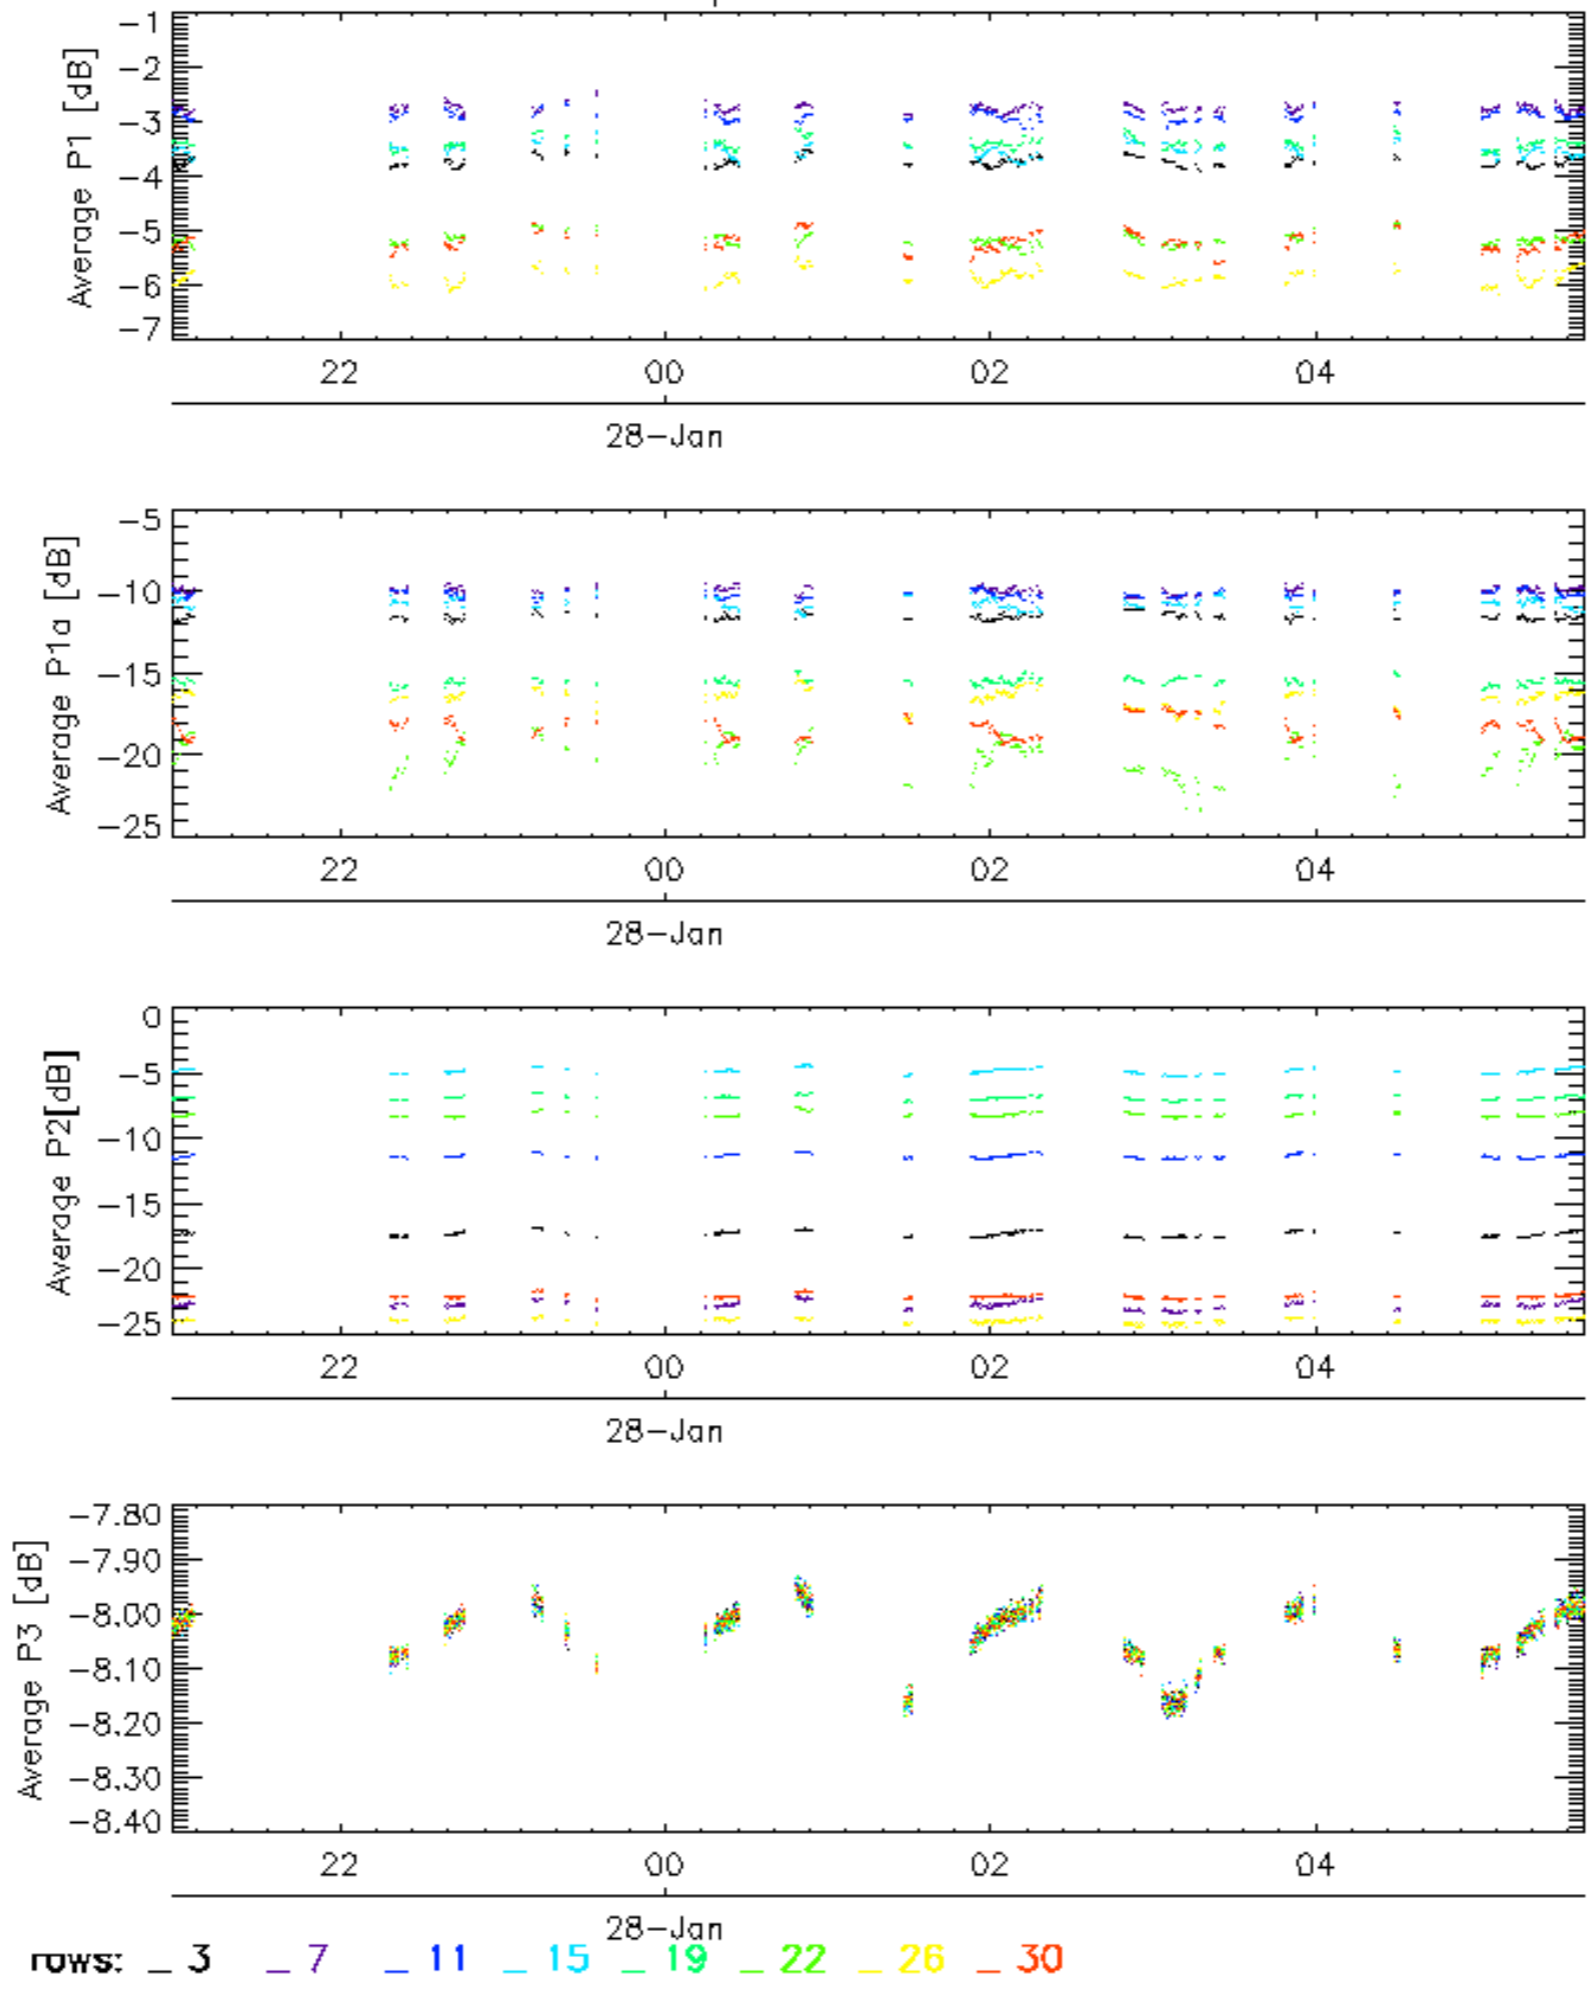 Average P1 [dB]
-1
-2
-3
-4
-5
-6
-7
22 00 02 04
28-Jan
Average P1a [dB]
-5
-10
-15
-20
-25
22 00 02 04
28-Jan
Average P2[dB]
0
-5
-10
-15
-20
-25
22 00 02 04
28-Jan
Average P3 [dB]
-7.80
-7.90
-8.00
-8.10
-8.20
-8.30
-8.40
22 00 02 04
28-Jan
rows: _ 3 _ 7 _ 11 _ 15 _ 19 _ 22 _ 26 _ 30